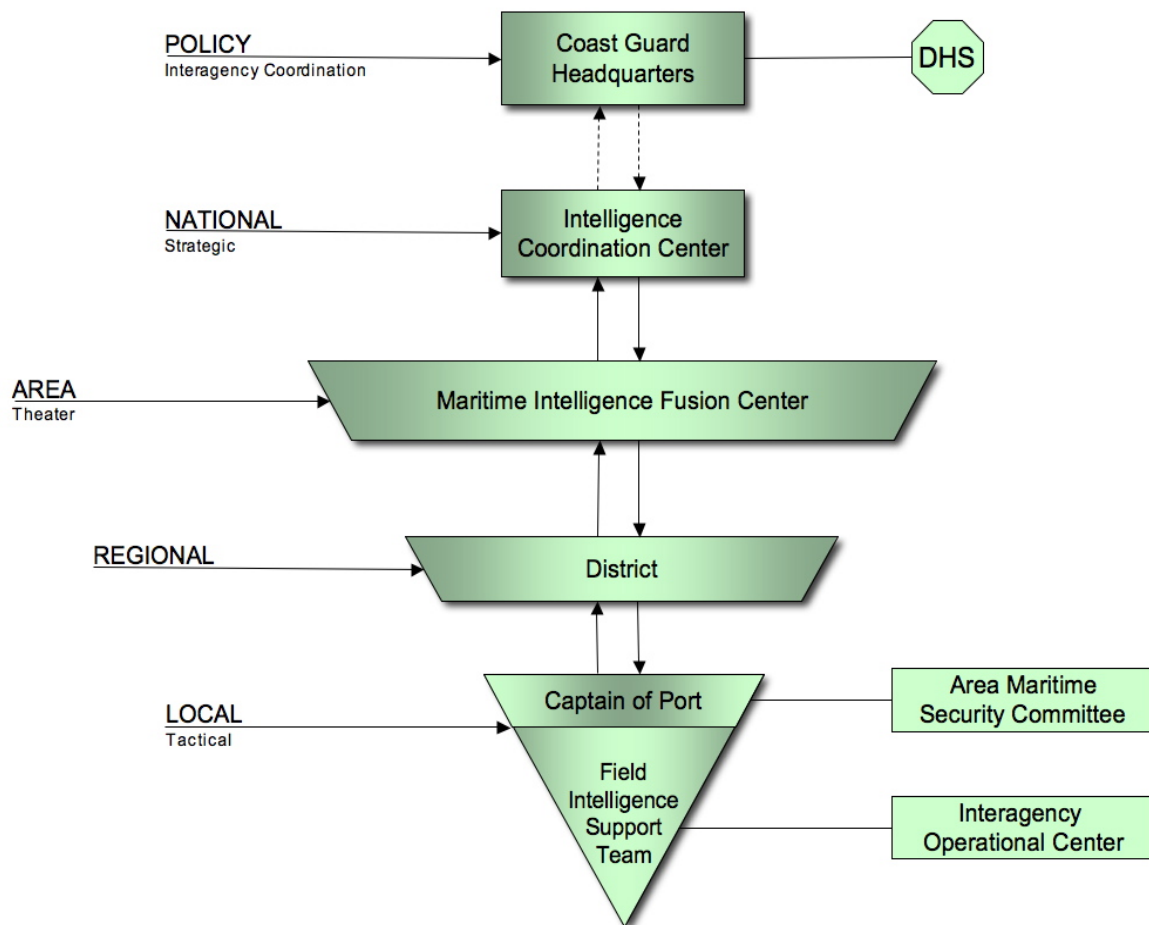 POLICY
Interagency Coordination
Coast Guard
Headquarters
DHS
NATIONAL
Strategic
Intelligence
Coordination Center
AREA
Theater
Maritime Intelligence Fusion Center
REGIONAL
District
LOCAL
Tactical
Captain of Port
Field
Intelligence
Support
Team
Area Maritime
Security Committee
Interagency
Operational Center